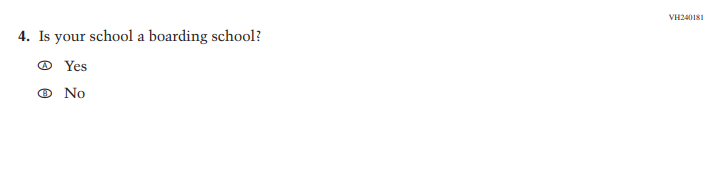 VH240181
4. Is your school a boarding school?
A Yes
B No